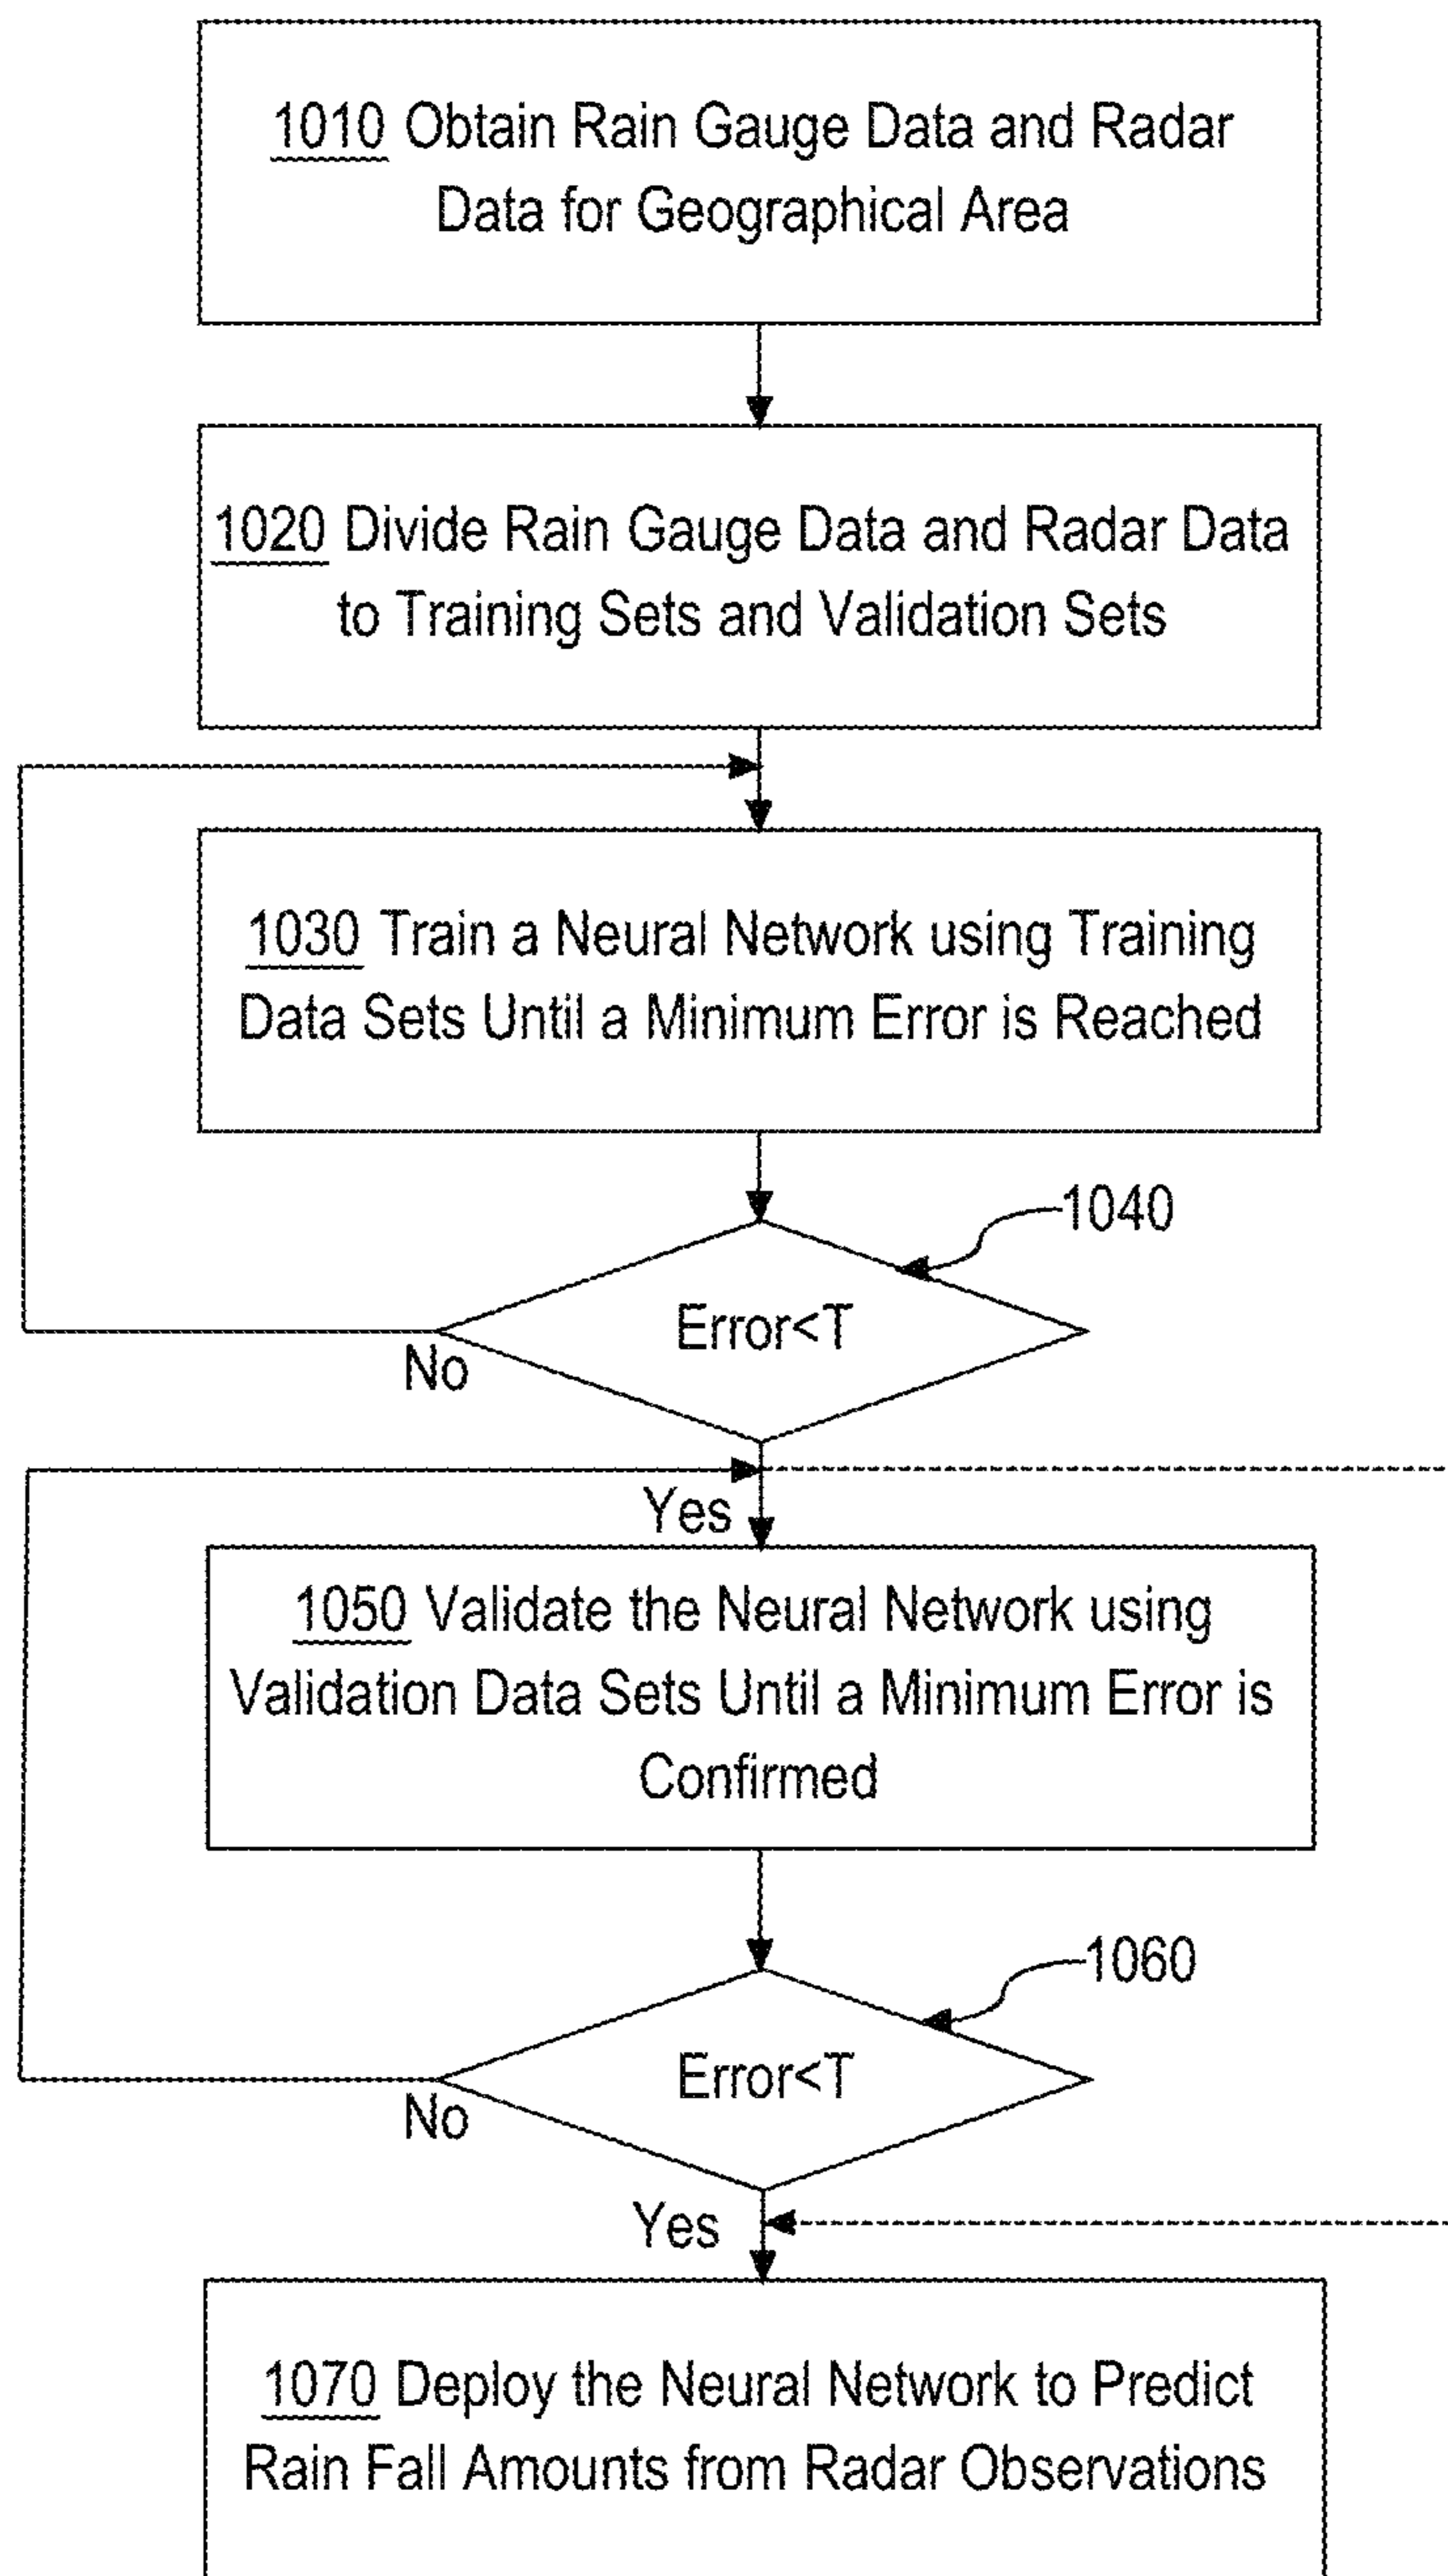 1010 Obtain Rain Gauge Data and Radar
Data for Geographical Area
1020 Divide Rain Gauge Data and Radar Data
to Training Sets and Validation Sets
1030 Train a Neural Network using Training
Data Sets Until a Minimum Error is Reached
1040
Error<T
No
Yes
1050 Validate the Neural Network using
Validation Data Sets Until a Minimum Error is
Confirmed
1060
Error<T
No
Yes
1070 Deploy the Neural Network to Predict
Rain Fall Amounts from Radar Observations